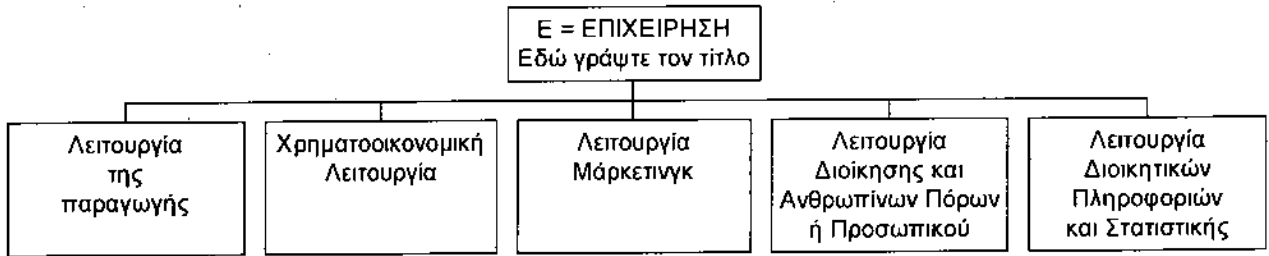 Ε = ΕΠΙΧΕΙΡΗΣΗ
Εδώ γράψτε τον τίτλο
Λειτουργία
της
παραγωγής
Χρηματοοικονομική
Λειτουργία
Λειτουργία
Μάρκετινγκ
Λειτουργία
Διοίκησης και
Ανθρωπίνων Πόρων
ή Προσωπικού
Λειτουργία
Διοικητικών
Πληροφοριών
και Στατιστικής